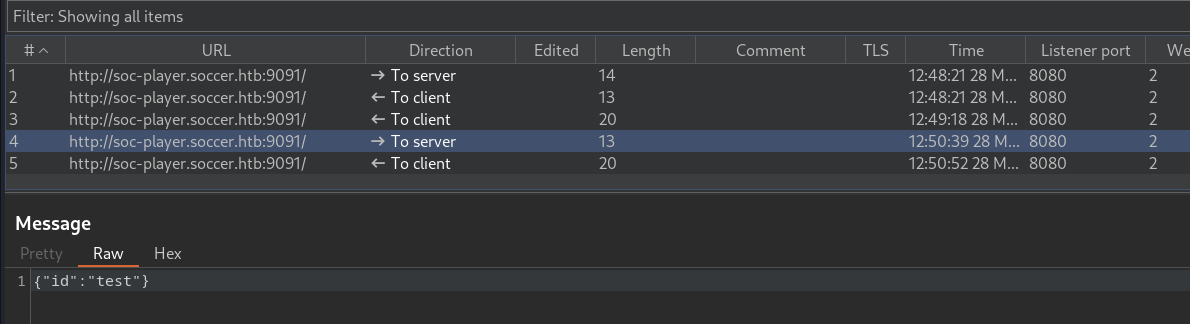 Filter: Showing all items
# URL Direction Edited Length Comment TLS Time Listener port We
1 http://soc-player.soccer.htb:9091/ → To server 14 12:48:21 28 M... 8080 2
2 http://soc-player.soccer.htb:9091/ ← To client 13 12:48:21 28 M... 8080 2
3 http://soc-player.soccer.htb:9091/ ← To client 20 12:49:18 28 M... 8080 2
4 http://soc-player.soccer.htb:9091/ → To server 13 12:50:39 28 M... 8080 2
5 http://soc-player.soccer.htb:9091/ ← To client 20 12:50:52 28 M... 8080 2
Message
Pretty Raw Hex
1 {"id":"test"}